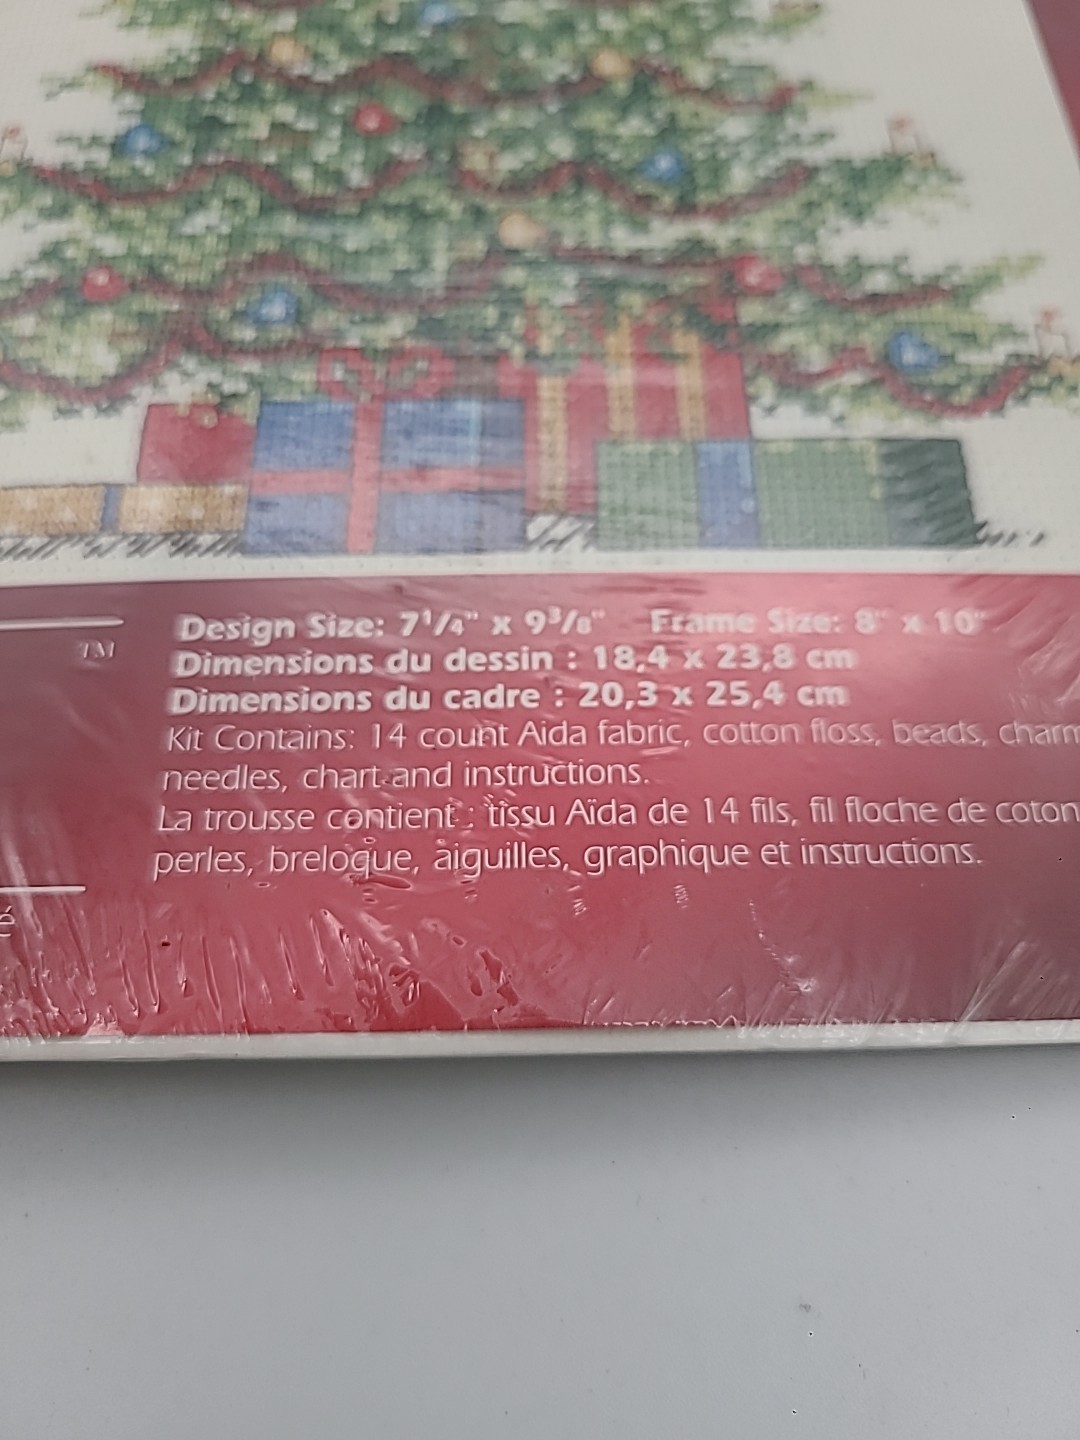 Design Size: 7¹/₄" x 9³/₈" Frame Size: 8" x 10"
TM
Dimensions du dessin : 18,4 x 23,8 cm
Dimensions du cadre : 20,3 x 25,4 cm
Kit Contains: 14 count Aida fabric, cotton floss, beads, charm
needles, chart and instructions.
La trousse contient : tissu Aïda de 14 fils, fil floche de coton
perles, breloque, aiguilles, graphique et instructions.